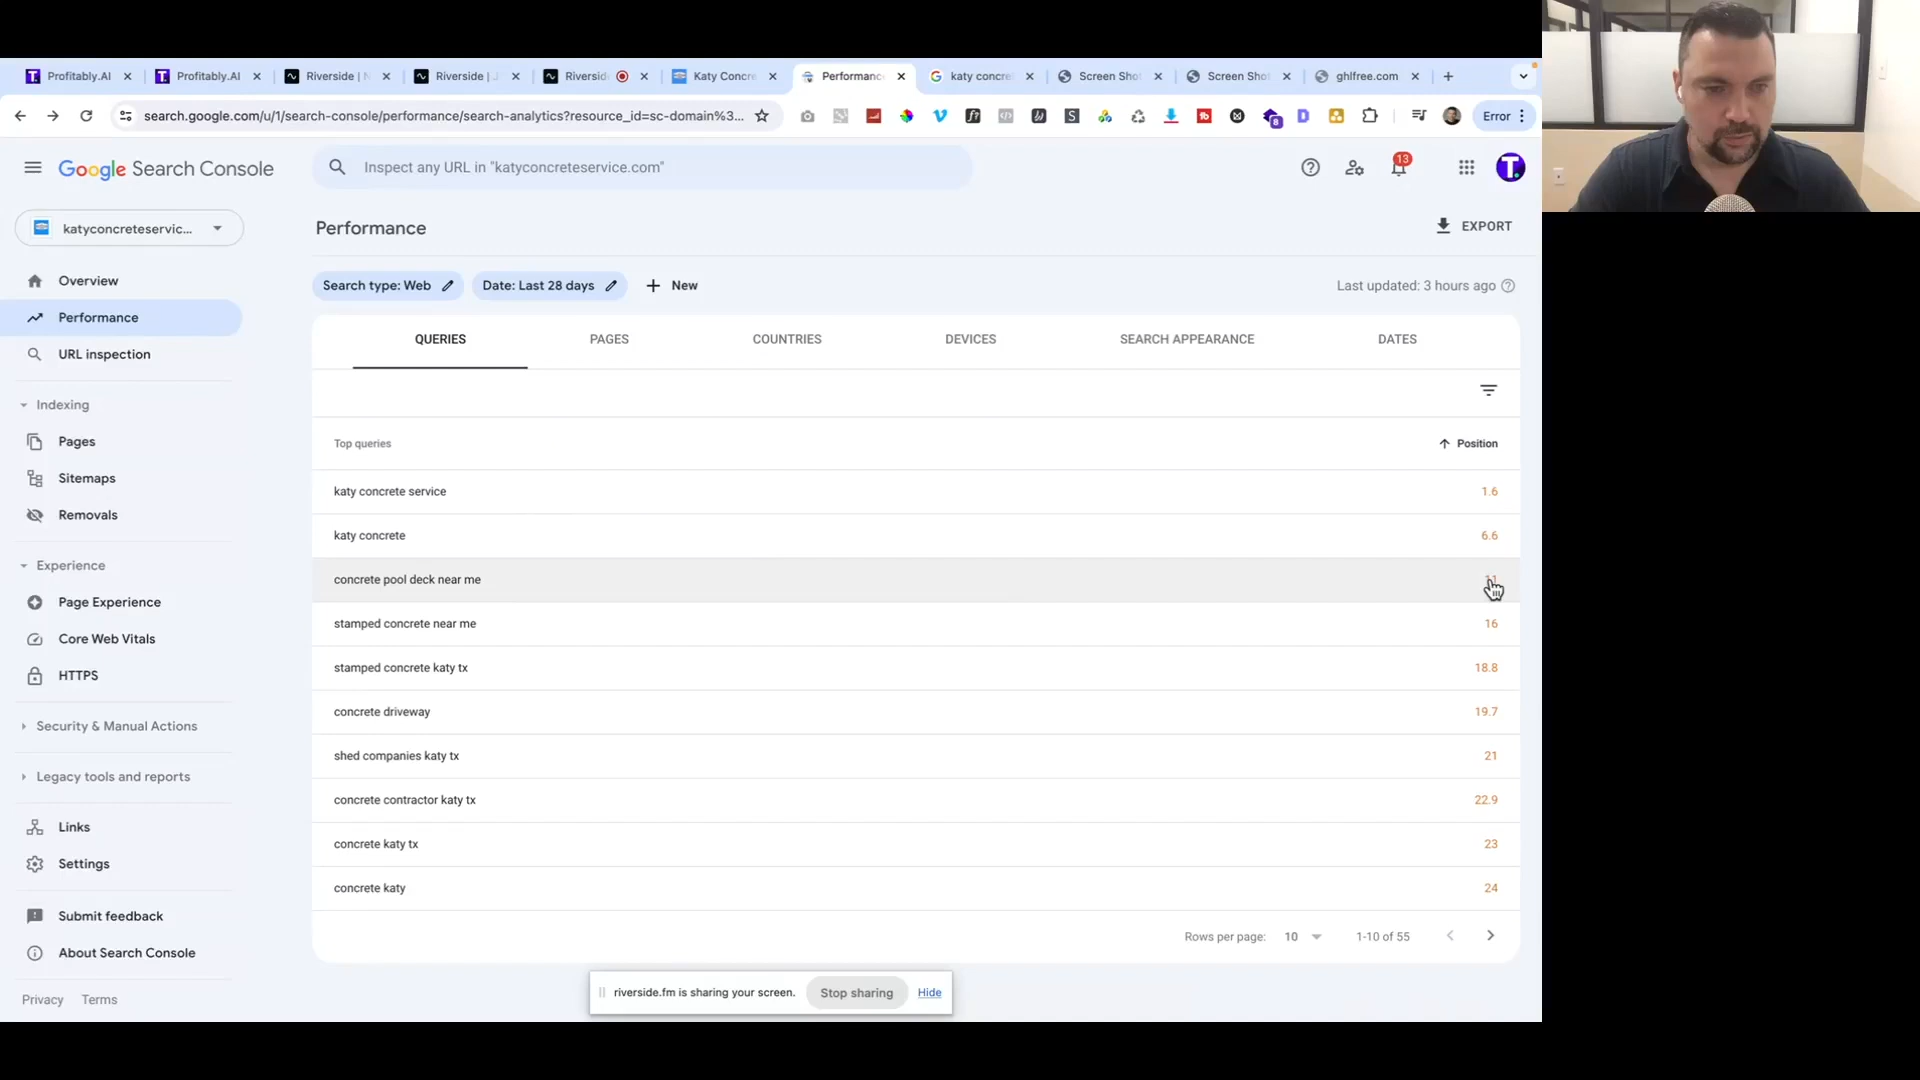 Profitably.AI
Profitably.AI
Riverside | N
Riverside | J
Riversid
Katy Concre
Performanc
katy concre
Screen Shot
Screen Shot
ghlfree.com
search.google.com/u/1/search-console/performance/search-analytics?resource_id=sc-domain%3...
8
Error
Google Search Console
Inspect any URL in "katyconcreteservice.com"
13
T.
katyconcreteservic...
Performance
EXPORT
Search type: Web
Date: Last 28 days
New
Last updated: 3 hours ago
Overview
Performance
URL inspection
Indexing
Pages
Sitemaps
Removals
Experience
Page Experience
Core Web Vitals
HTTPS
Security & Manual Actions
Legacy tools and reports
Links
Settings
Submit feedback
About Search Console
Privacy Terms
QUERIES PAGES COUNTRIES DEVICES SEARCH APPEARANCE DATES
Top queries Position
katy concrete service 1.6
katy concrete 6.6
concrete pool deck near me
stamped concrete near me 16
stamped concrete katy tx 18.8
concrete driveway 19.7
shed companies katy tx 21
concrete contractor katy tx 22.9
concrete katy tx 23
concrete katy 24
Rows per page: 10 1-10 of 55
riverside.fm is sharing your screen. Stop sharing Hide